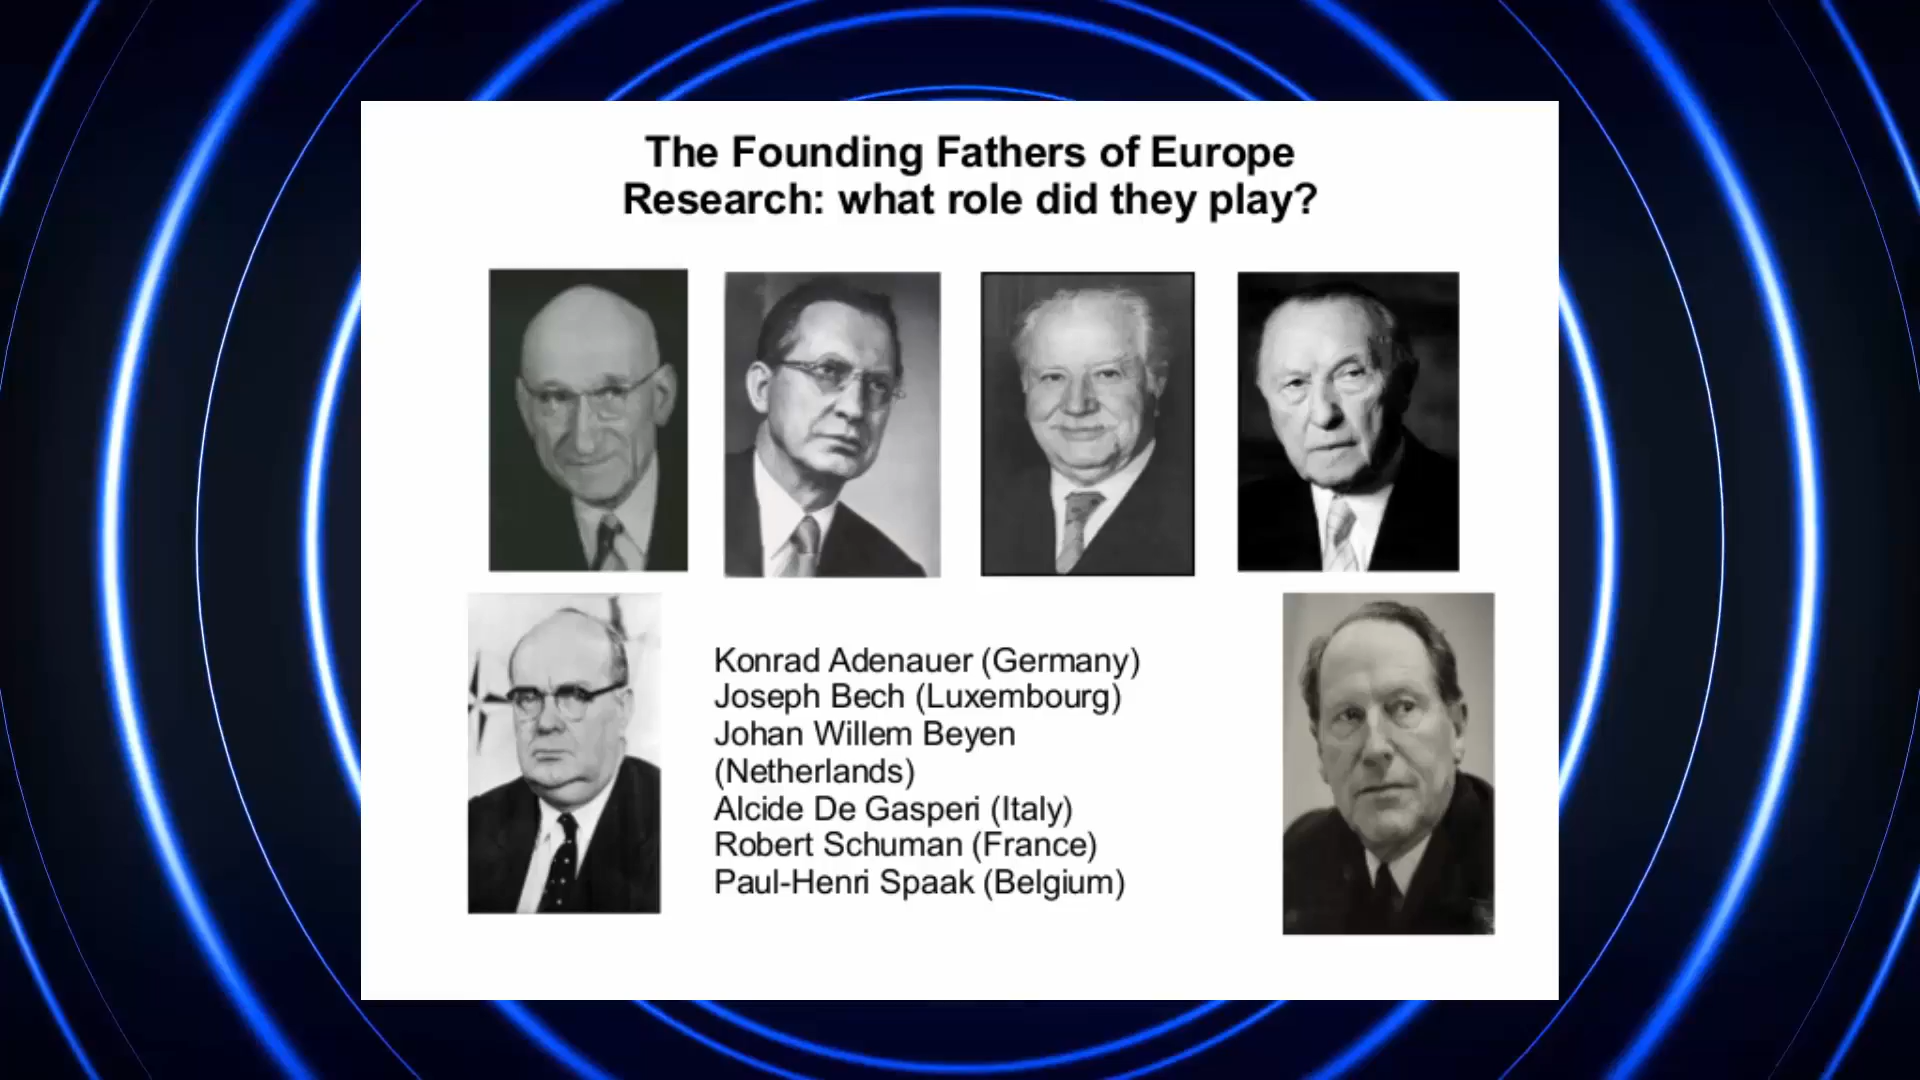 The Founding Fathers of Europe
Research: what role did they play?
Konrad Adenauer (Germany)
Joseph Bech (Luxembourg)
Johan Willem Beyen
(Netherlands)
Alcide De Gasperi (Italy)
Robert Schuman (France)
Paul-Henri Spaak (Belgium)